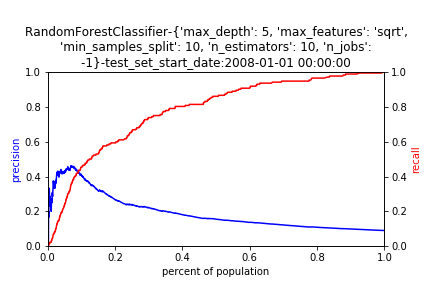 RandomForestClassifier-{'max_depth': 5, 'max_features': 'sqrt',
'min_samples_split': 10, 'n_estimators': 10, 'n_jobs':
-1}-test_set_start_date:2008-01-01 00:00:00
1.0
0.8
0.6
0.4
0.2
0.0
precision
1.0
0.8
0.6
0.4
0.2
0.0
recall
0.0 0.2 0.4 0.6 0.8 1.0
percent of population